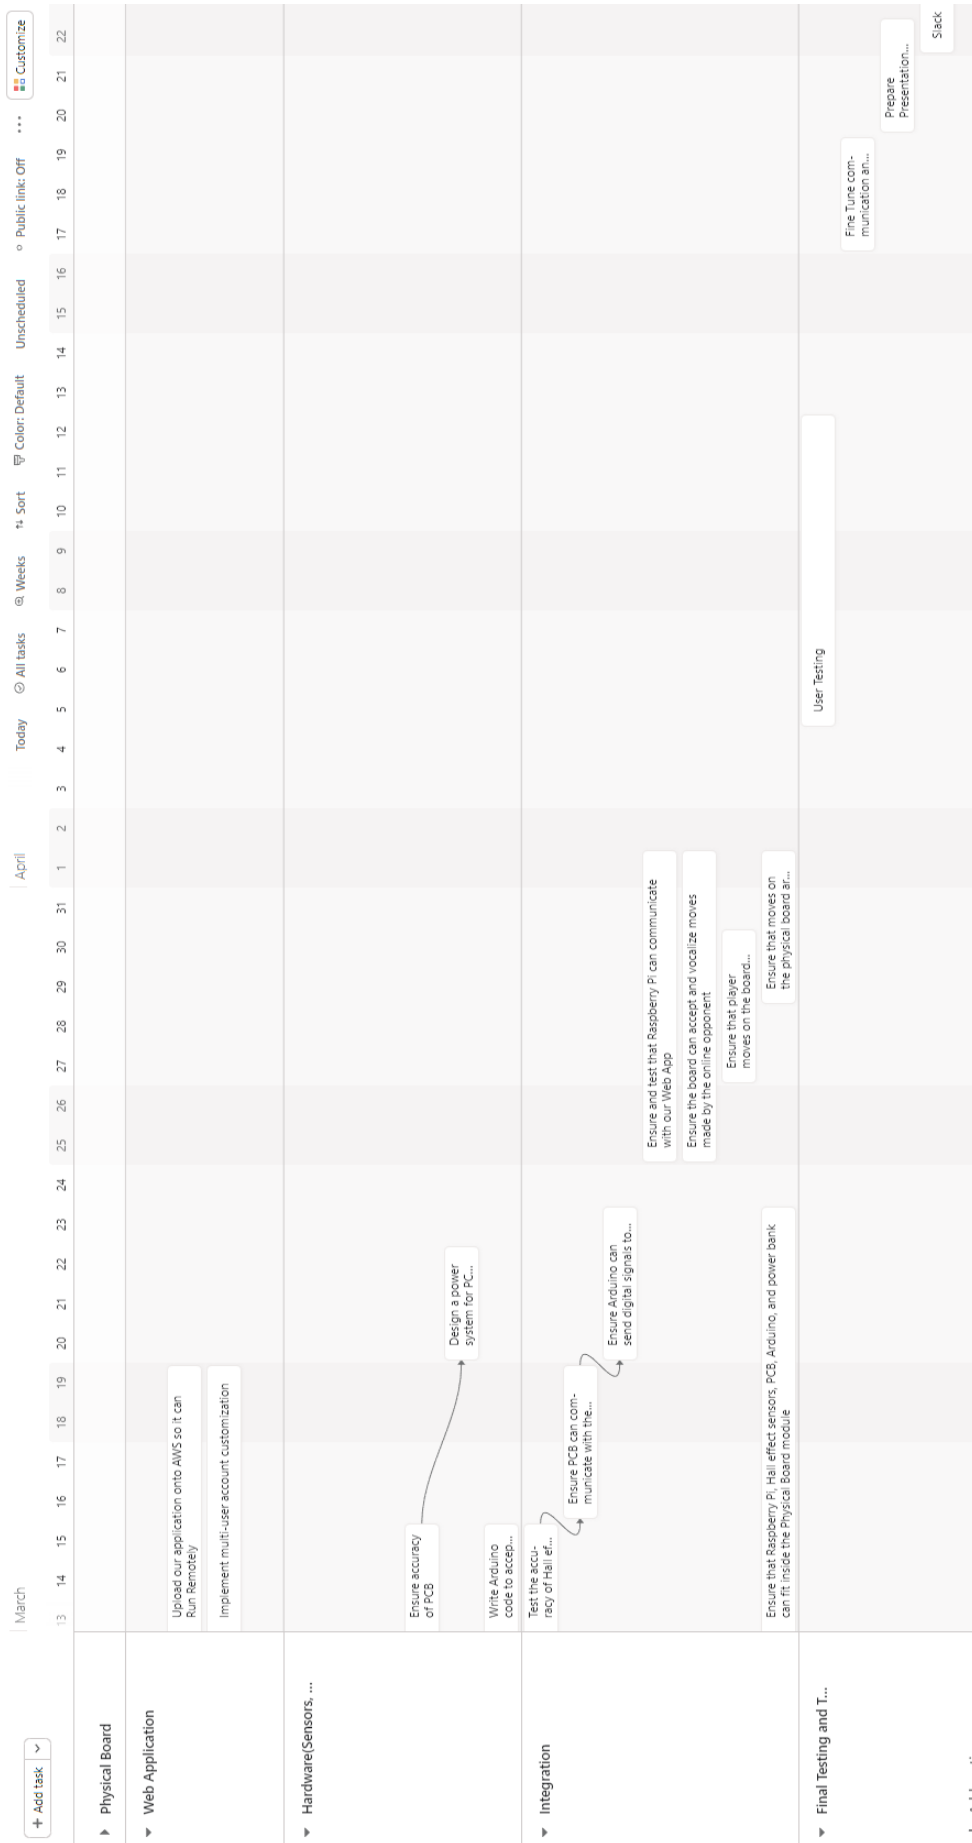 + Add task
Today
All tasks
Weeks
Sort
Color: Default
Unscheduled
Public link: Off
...
Customize
March
April
13 14 15 16 17 18 19 20 21 22 23 24 25 26 27 28 29 30 31 1 2 3 4 5 6 7 8 9 10 11 12 13 14 15 16 17 18 19 20 21 22
Physical Board
Web Application
Upload our application onto AWS so it can
Run Remotely
Implement multi-user account customization
Hardware(Sensors, ...
Ensure accuracy
of PCB
Design a power
system for PC...
Write Arduino
code to accep...
Integration
Test the accu-
racy of Hall ef...
Ensure PCB can com-
municate with the...
Ensure Arduino can
send digital signals to...
Ensure and test that Raspberry Pi can communicate
with our Web App
Ensure the board can accept and vocalize moves
made by the online opponent
Ensure that player
moves on the board...
Ensure that Raspberry Pi, Hall effect sensors, PCB, Arduino, and power bank
can fit inside the Physical Board module
Ensure that moves on
the physical board ar...
Final Testing and T...
User Testing
Fine Tune com-
munication an...
Prepare
Presentation...
Slack